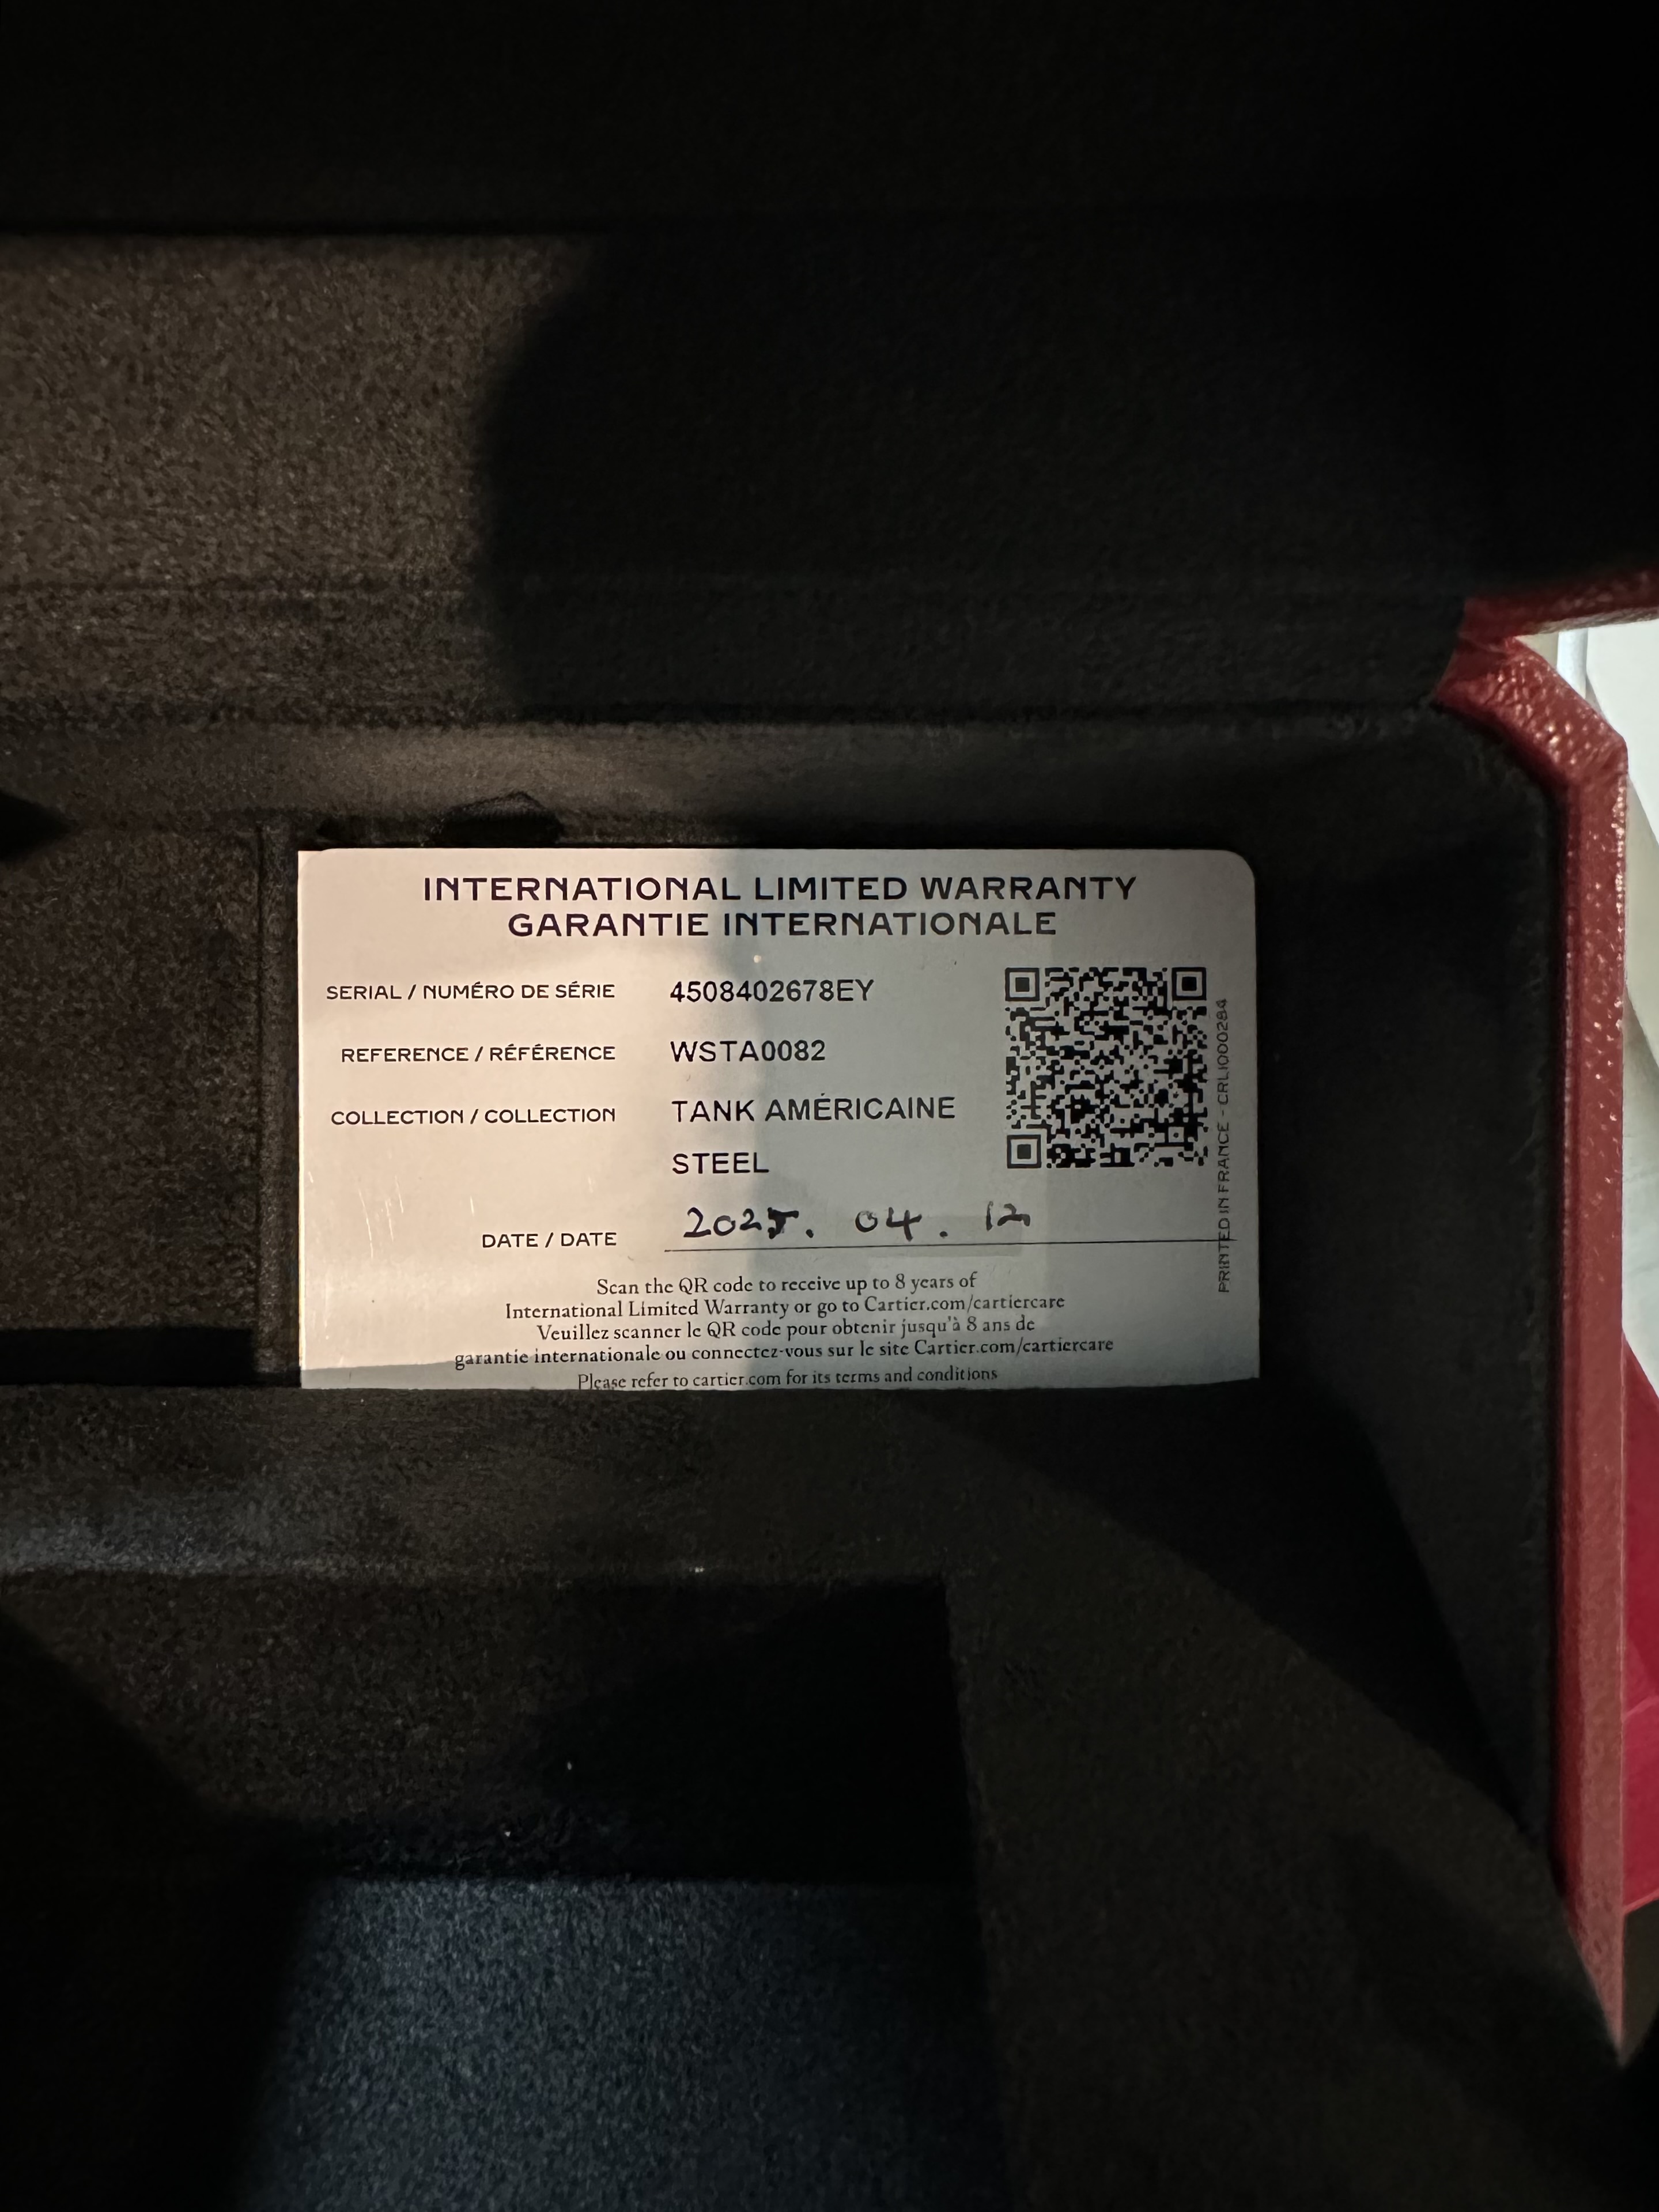 INTERNATIONAL LIMITED WARRANTY
GARANTIE INTERNATIONALE
SERIAL / NUMÉRO DE SÉRIE 4508402678EY
REFERENCE / RÉFÉRENCE WSTA0082
COLLECTION / COLLECTION TANK AMÉRICAINE
STEEL
DATE / DATE 2025. 04. 12
Scan the QR code to receive up to 8 years of
International Limited Warranty or go to Cartier.com/cartiercare
Veuillez scanner le QR code pour obtenir jusqu'à 8 ans de
garantie internationale ou connectez-vous sur le site Cartier.com/cartiercare
Please refer to cartier.com for its terms and conditions
PRINTED IN FRANCE - CRLI000284